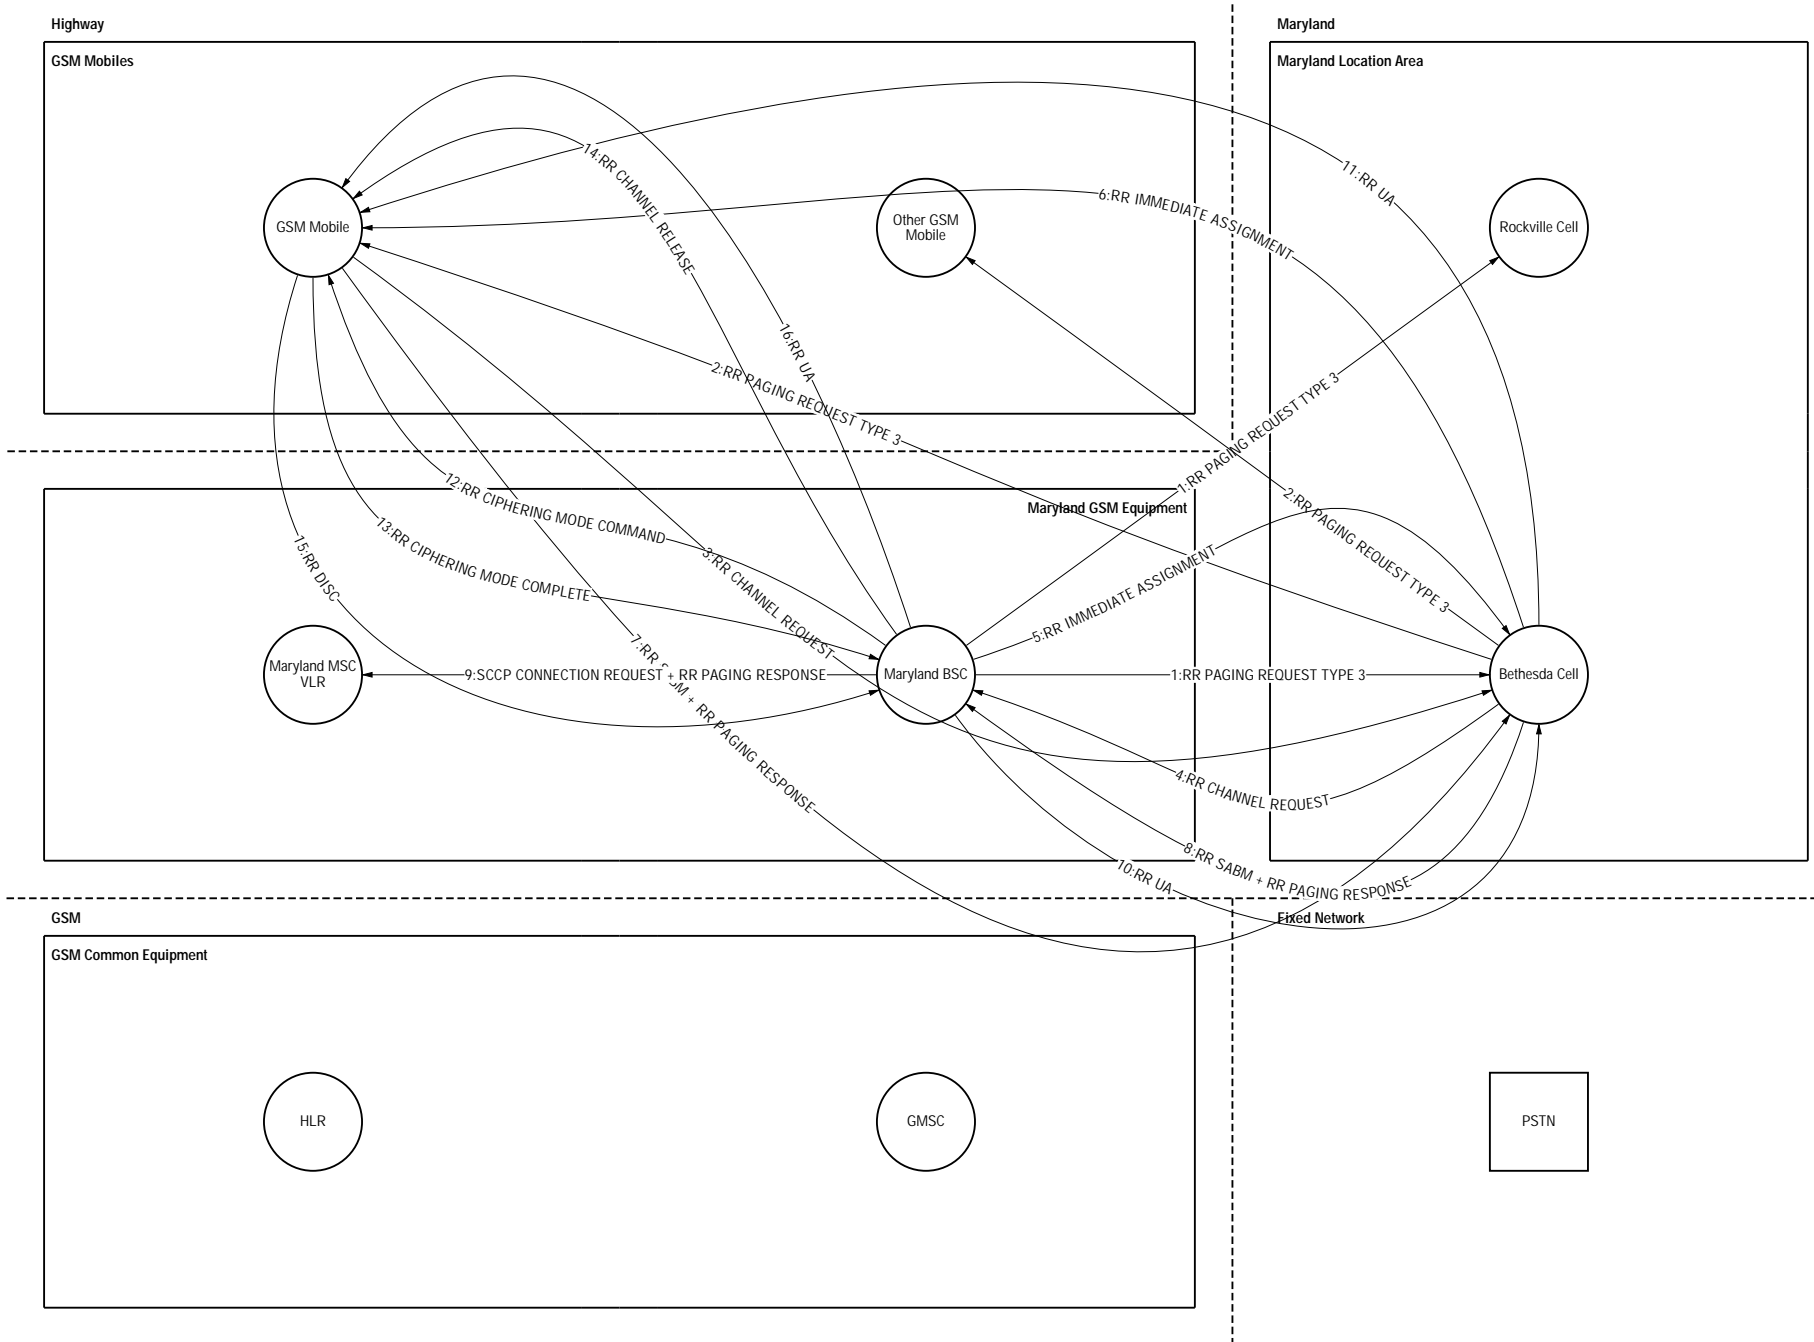 Highway
Maryland
GSM Mobiles
Maryland Location Area
14:RR CHANNEL RELEASE
11:RR UA
6:RR IMMEDIATE ASSIGNMENT
GSM Mobile
Other GSM
Mobile
Rockville Cell
16:RR UA
2:RR PAGING REQUEST TYPE 3
1:RR PAGING REQUEST TYPE 3
12:RR CIPHERING MODE COMMAND
2:RR PAGING REQUEST TYPE 3
Maryland GSM Equipment
13:RR CIPHERING MODE COMPLETE
15:RR DISC
3:RR CHANNEL REQUEST
5:RR IMMEDIATE ASSIGNMENT
7:RR SABM + RR PAGING RESPONSE
Maryland MSC
VLR
9:SCCP CONNECTION REQUEST + RR PAGING RESPONSE
Maryland BSC
1:RR PAGING REQUEST TYPE 3
Bethesda Cell
4:RR CHANNEL REQUEST
8:RR SABM + RR PAGING RESPONSE
10:RR UA
GSM
Fixed Network
GSM Common Equipment
HLR
GMSC
PSTN